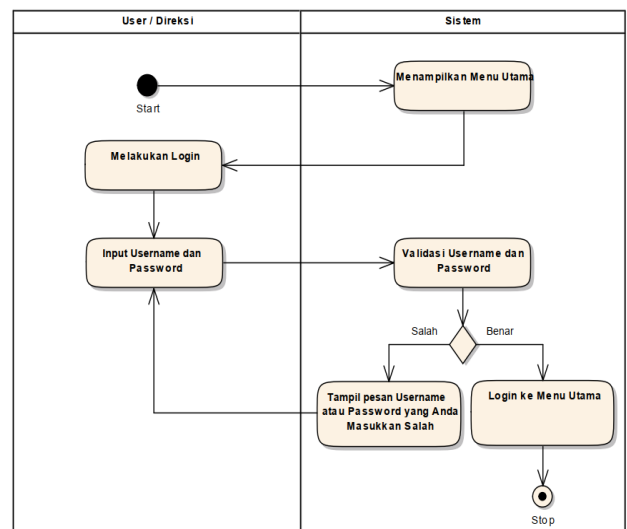 User / Direksi
Sistem
Start
Menampilkan Menu Utama
Melakukan Login
Input Username dan
Password
Validasi Username dan
Password
Salah
Benar
Tampil pesan Username
atau Password yang Anda
Masukkan Salah
Login ke Menu Utama
Stop